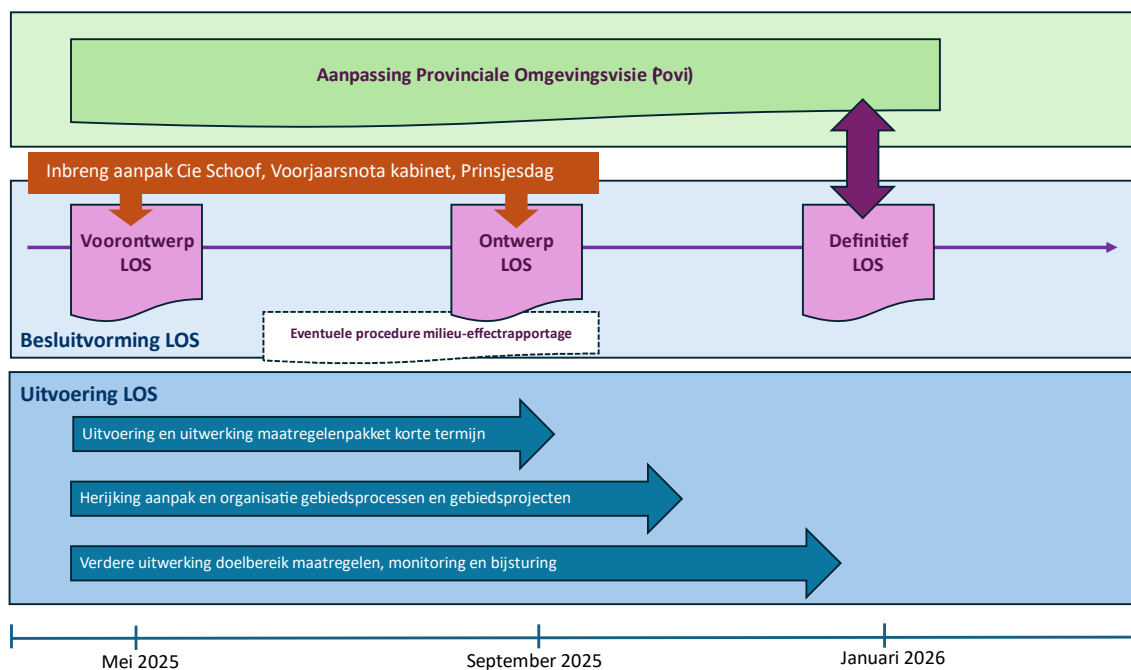 Aanpassing Provinciale Omgevingsvisie (Povi)
Inbreng aanpak Cie Schoof, Voorjaarsnota kabinet, Prinsjesdag
Voorontwerp
LOS
Ontwerp
LOS
Definitief
LOS
Eventuele procedure milieu-effectrapportage
Besluitvorming LOS
Uitvoering LOS
Uitvoering en uitwerking maatregelenpakket korte termijn
Herijking aanpak en organisatie gebiedsprocessen en gebiedsprojecten
Verdere uitwerking doelbereik maatregelen, monitoring en bijsturing
Mei 2025
September 2025
Januari 2026